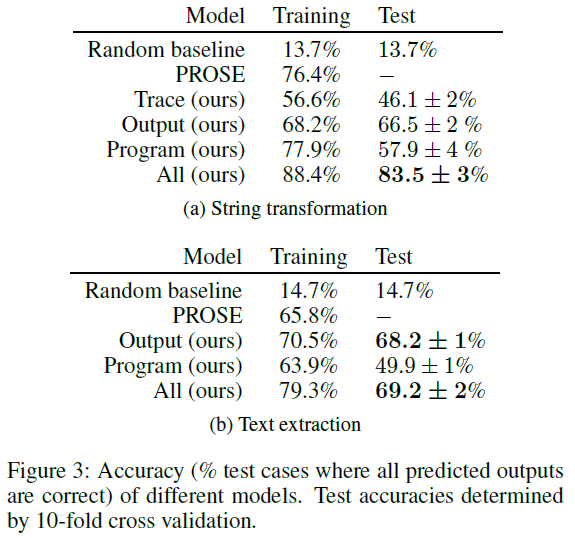 Model Training Test
Random baseline 13.7% 13.7%
PROSE 76.4% −
Trace (ours) 56.6% 46.1 ± 2%
Output (ours) 68.2% 66.5 ± 2 %
Program (ours) 77.9% 57.9 ± 4 %
All (ours) 88.4% 83.5 ± 3%
(a) String transformation
Model Training Test
Random baseline 14.7% 14.7%
PROSE 65.8% −
Output (ours) 70.5% 68.2 ± 1%
Program (ours) 63.9% 49.9 ± 1%
All (ours) 79.3% 69.2 ± 2%
(b) Text extraction
Figure 3: Accuracy (% test cases where all predicted outputs
are correct) of different models. Test accuracies determined
by 10-fold cross validation.